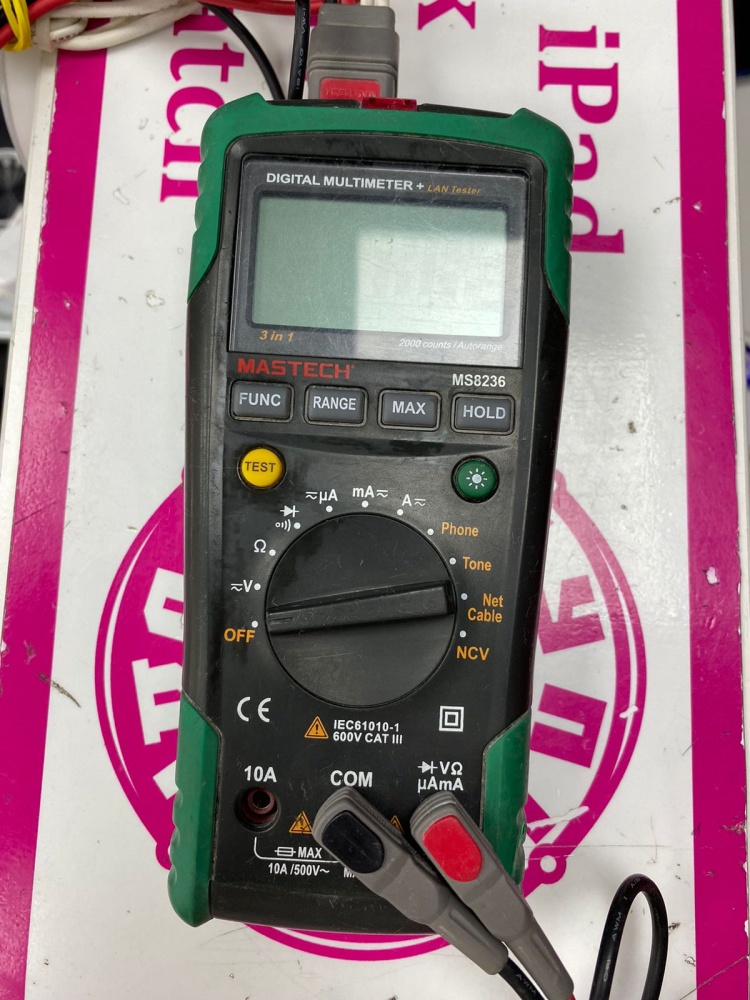 iPad
DIGITAL MULTIMETER + LAN Tester
3 in 1
2000 counts / Autorange
MASTECH
MS8236
FUNC
RANGE
MAX
HOLD
TEST
μA
mA
A
Phone
Tone
Net
Cable
NCV
Ω
V
OFF
CE
IEC61010-1
600V CAT III
10A
COM
VΩ
μAmA
MAX
10A /500V~